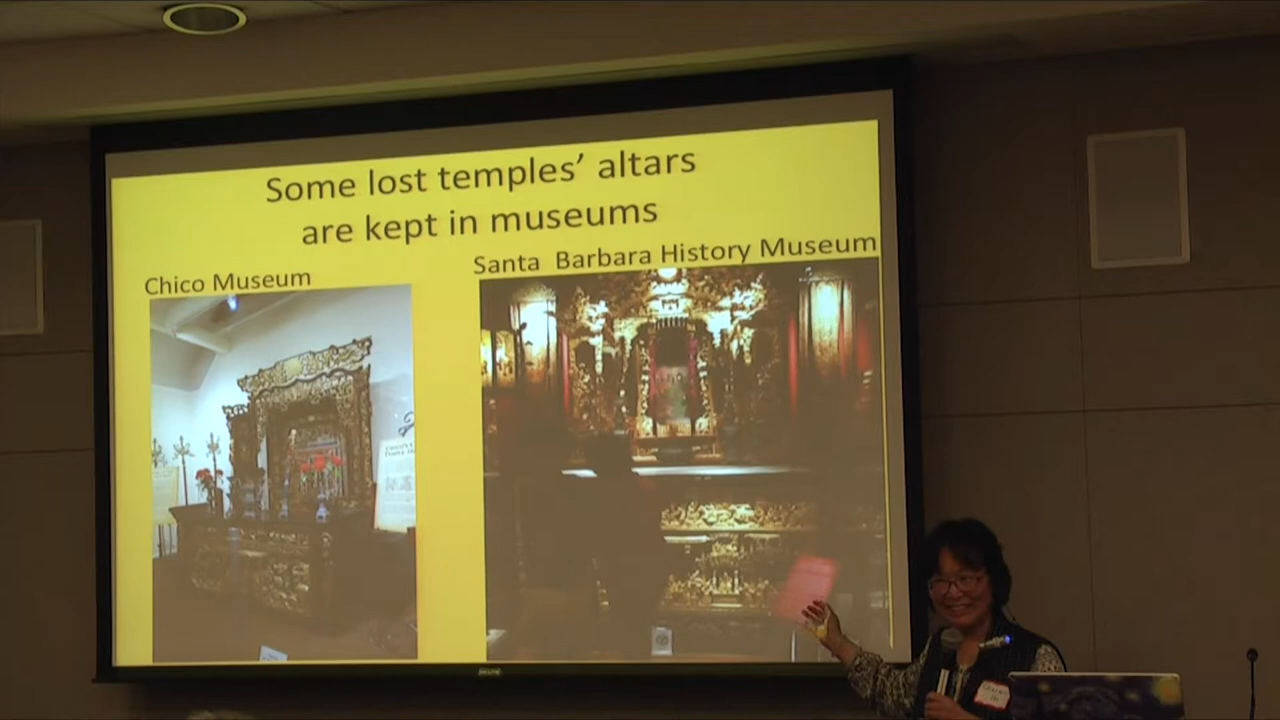 Some lost temples’ altars
are kept in museums
Chico Museum
Santa Barbara History Museum